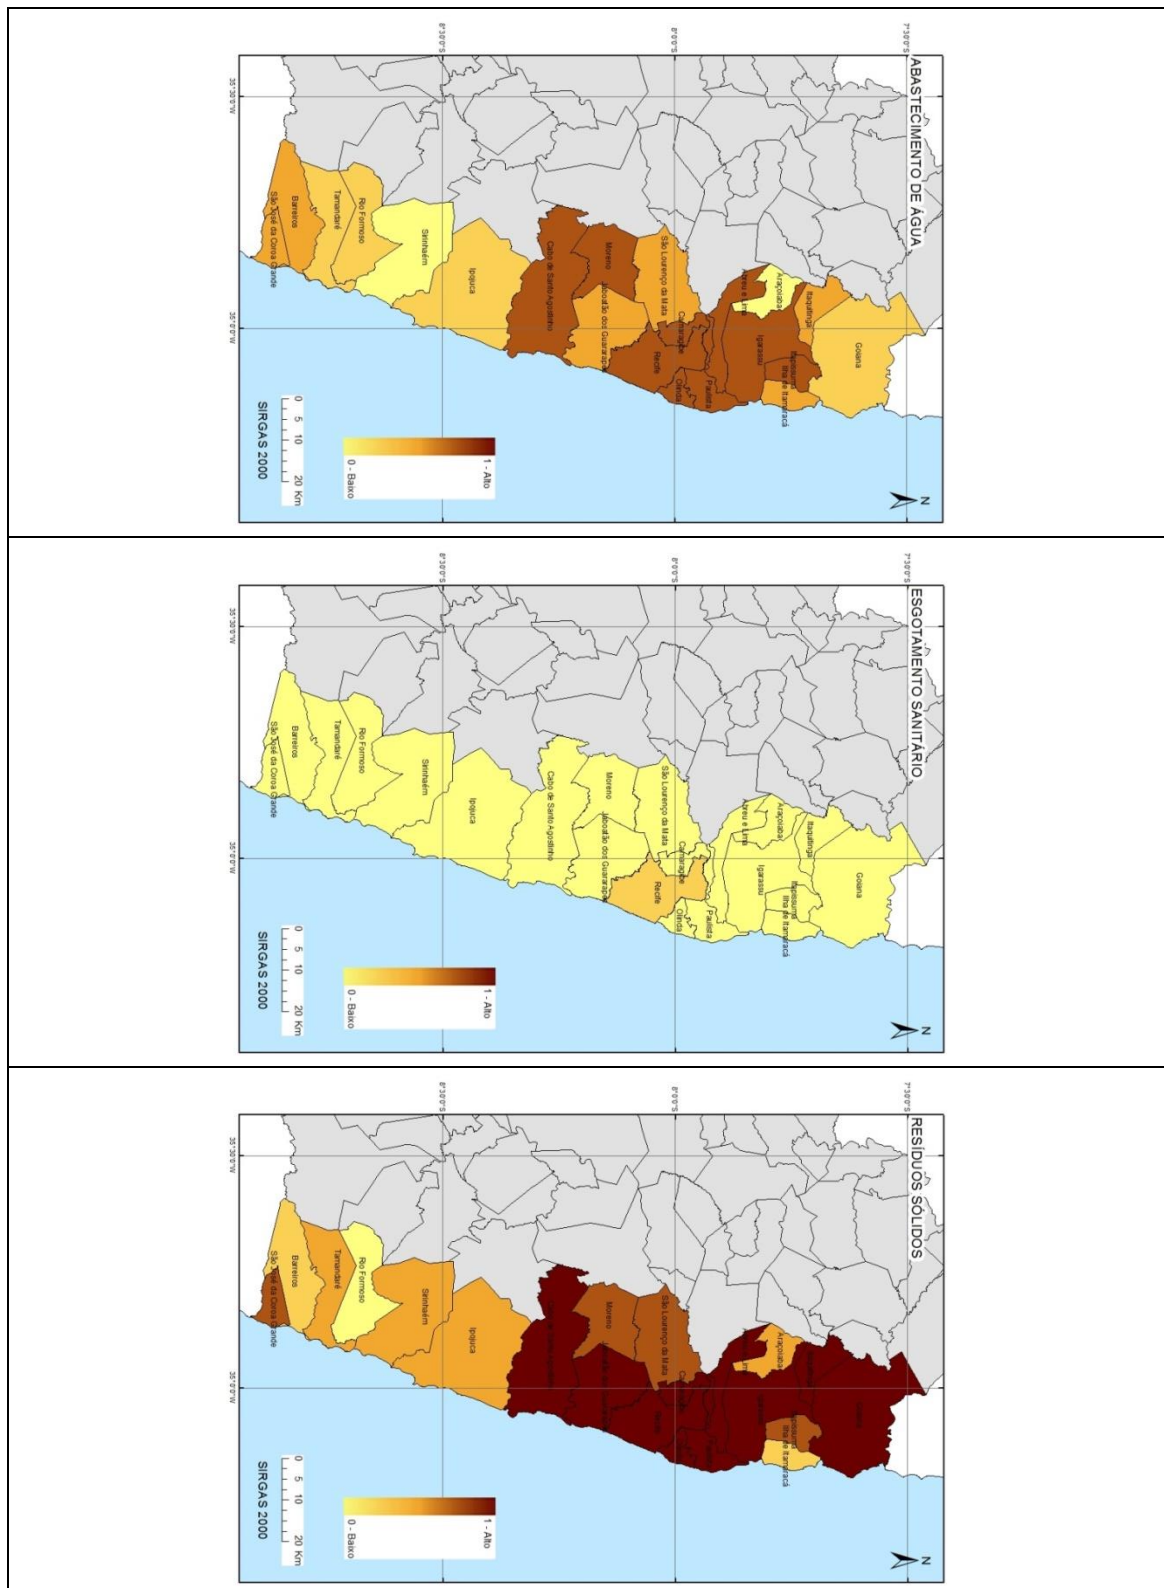 ABASTECIMENTO DE ÁGUA
7°30'0"S
8°0'0"S
8°30'0"S
35°30'0"W
35°0'0"W
N
Goiana
Itaquitinga
Araçoiaba
Itapissuma
Ilha de Itamaracá
Igarassu
Abreu e Lima
Paulista
Olinda
Camaragibe
Recife
São Lourenço da Mata
Moreno
Jaboatão dos Guararapes
Cabo de Santo Agostinho
Ipojuca
Sirinhaém
Rio Formoso
Tamandaré
Barreiros
São José da Coroa Grande
1 - Alto
0 - Baixo
0 5 10 20 Km
SIRGAS 2000
ESGOTAMENTO SANITÁRIO
7°30'0"S
8°0'0"S
8°30'0"S
35°30'0"W
35°0'0"W
N
Goiana
Itaquitinga
Araçoiaba
Itapissuma
Ilha de Itamaracá
Igarassu
Abreu e Lima
Paulista
Olinda
Camaragibe
Recife
São Lourenço da Mata
Moreno
Jaboatão dos Guararapes
Cabo de Santo Agostinho
Ipojuca
Sirinhaém
Rio Formoso
Tamandaré
Barreiros
São José da Coroa Grande
1 - Alto
0 - Baixo
0 5 10 20 Km
SIRGAS 2000
RESÍDUOS SÓLIDOS
7°30'0"S
8°0'0"S
8°30'0"S
35°30'0"W
35°0'0"W
N
Araçoiaba
Itapissuma
Ilha de Itamaracá
São Lourenço da Mata
Moreno
Ipojuca
Sirinhaém
Rio Formoso
Tamandaré
Barreiros
São José da Coroa Grande
1 - Alto
0 - Baixo
0 5 10 20 Km
SIRGAS 2000